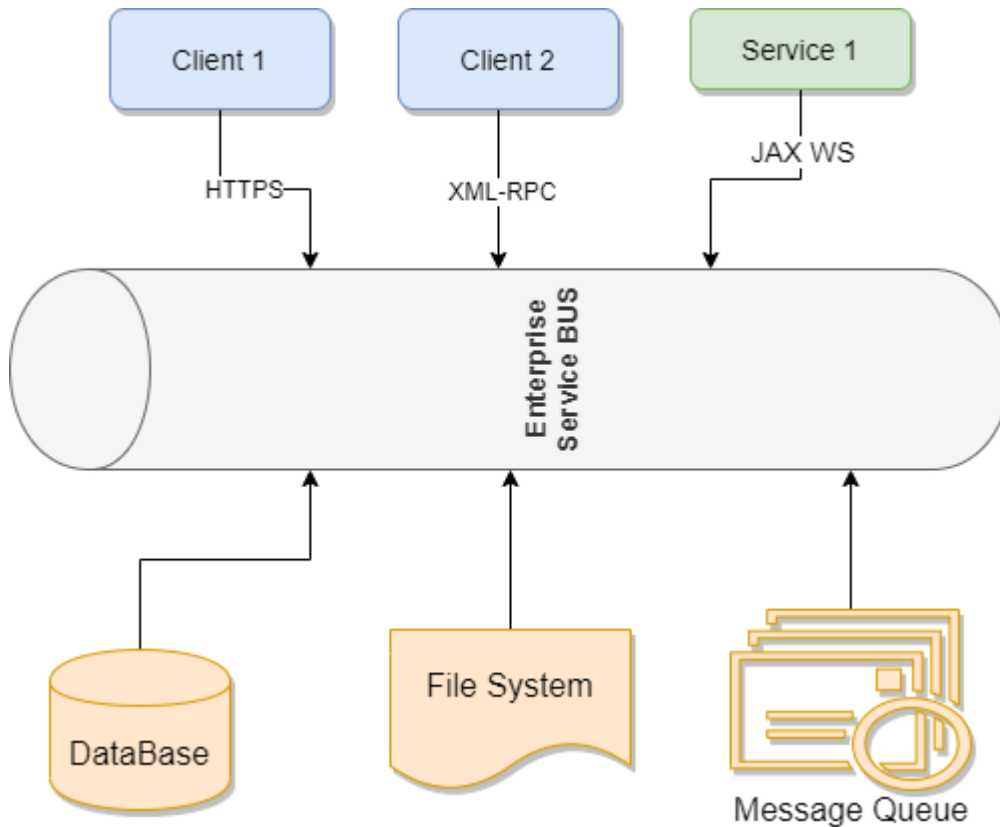 Client 1
Client 2
Service 1
HTTPS
XML-RPC
JAX WS
Enterprise
Service BUS
DataBase
File System
Message Queue